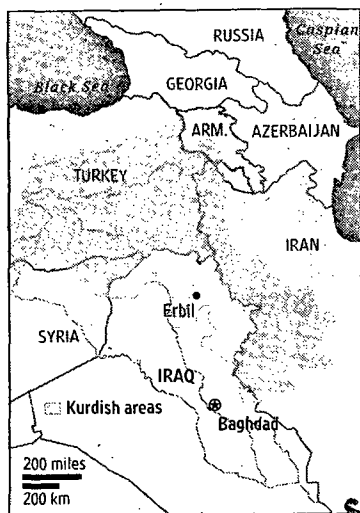 RUSSIA
Caspian
Sea
Black Sea
GEORGIA
ARM.
AZERBAIJAN
TURKEY
IRAN
Erbil
SYRIA
IRAQ
Kurdish areas
Baghdad
200 miles
200 km
S